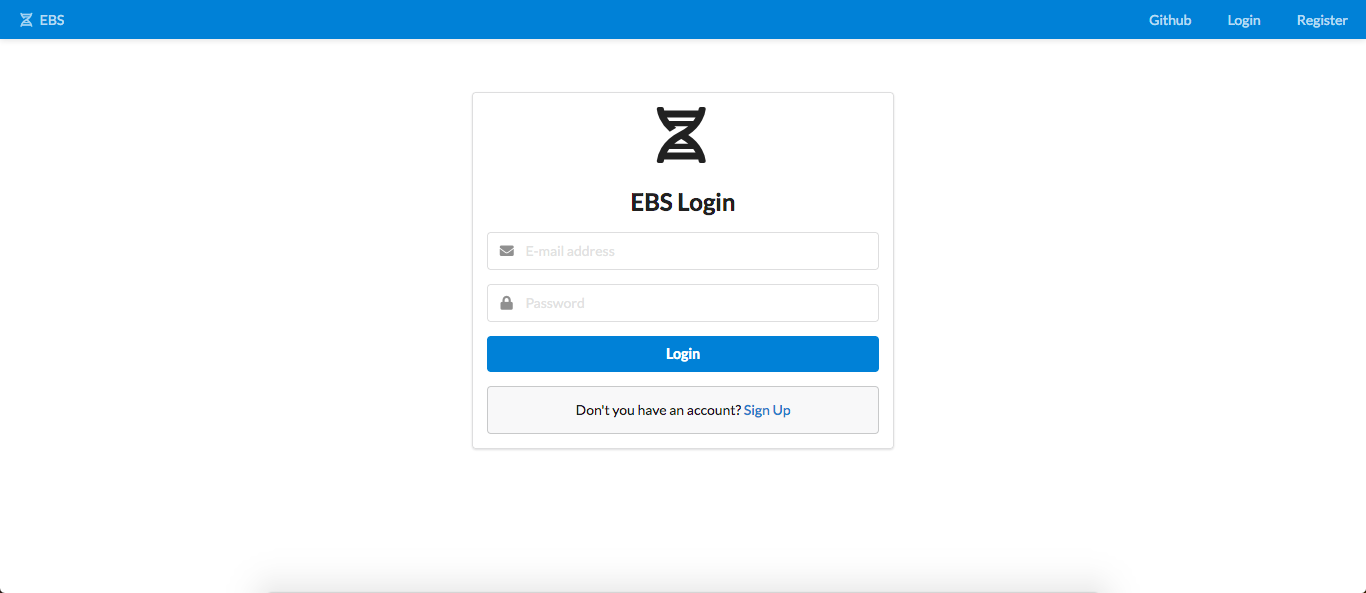 EBS
Github
Login
Register
EBS Login
E-mail address
Password
Login
Don't you have an account? Sign Up